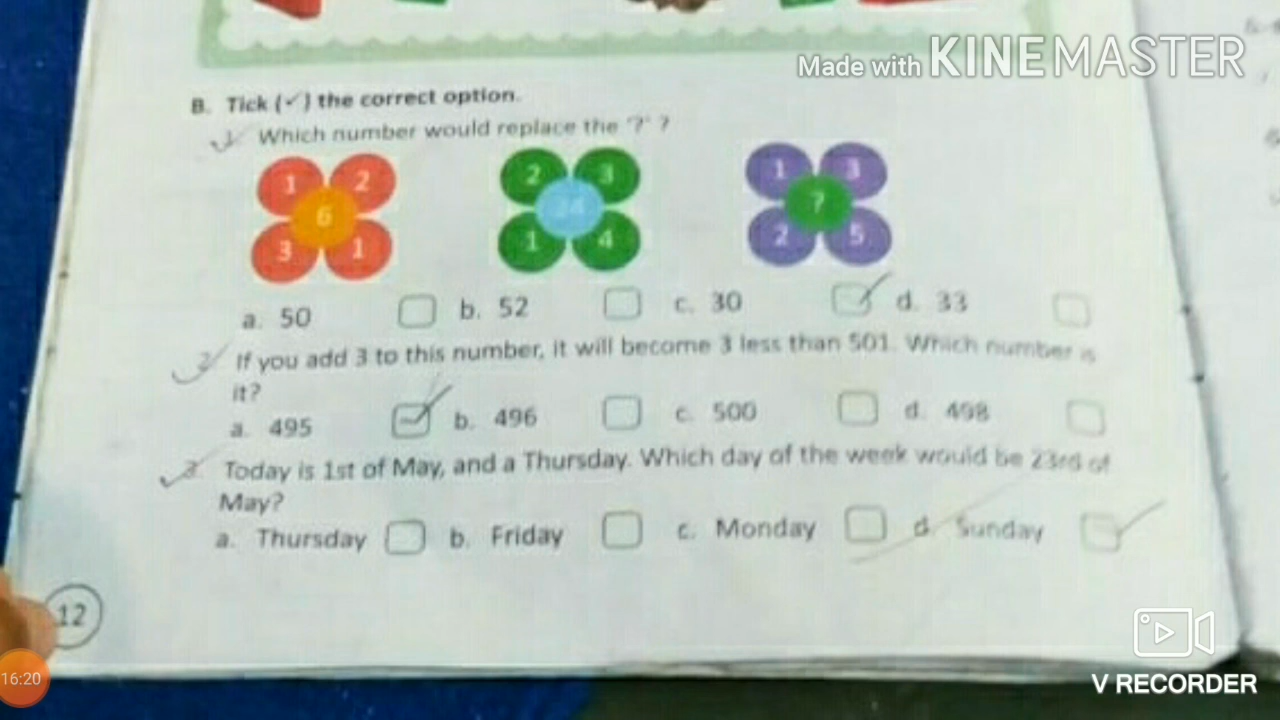 Made with KINEMASTER
B. Tick (✓) the correct option.
1. Which number would replace the '?' ?
1 2 2 3 1 3
6 24 ?
3 1 1 4 2 5
a. 50 b. 52 c. 30 d. 33
2. If you add 3 to this number, it will become 3 less than 501. Which number is
it?
a. 495 b. 496 c. 500 d. 498
3. Today is 1st of May, and a Thursday. Which day of the week would be 23rd of
May?
a. Thursday b. Friday c. Monday d. Sunday
12
16:20
V RECORDER